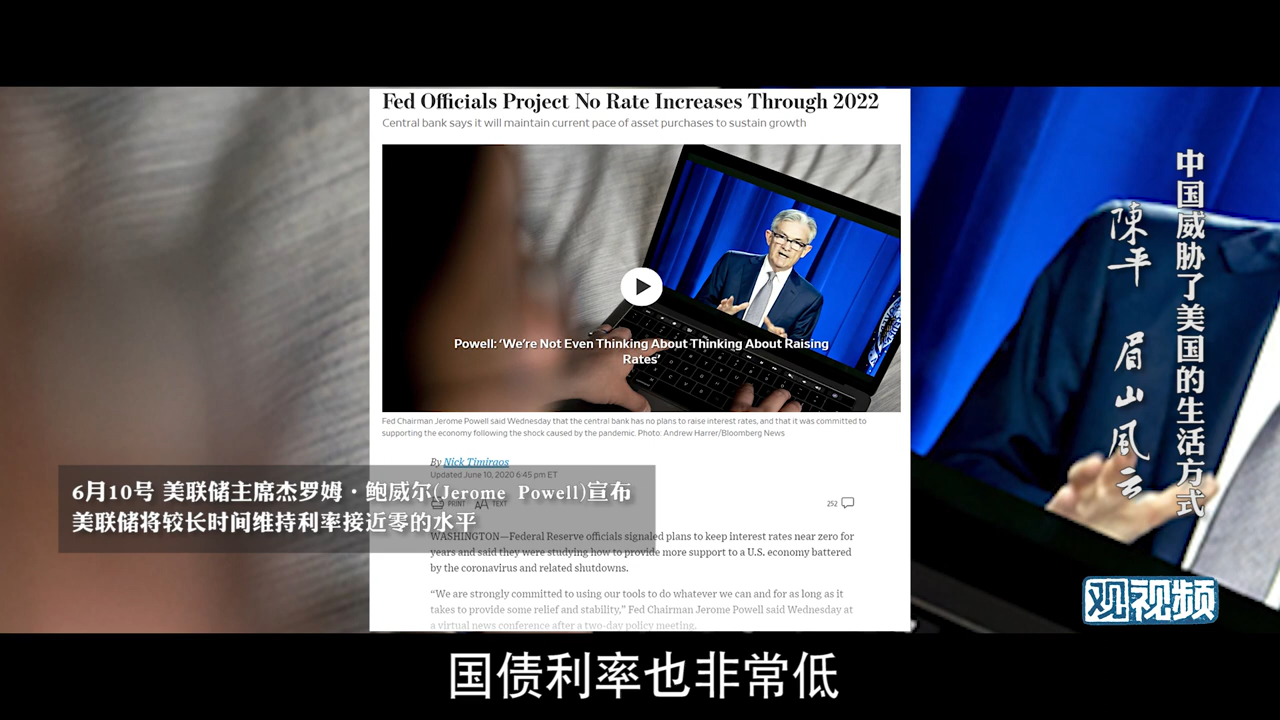 Fed Officials Project No Rate Increases Through 2022
Central bank says it will maintain current pace of asset purchases to sustain growth
Powell: ‘We’re Not Even Thinking About Thinking About Raising
Rates’
Fed Chairman Jerome Powell said Wednesday that the central bank has no plans to raise interest rates, and that it was committed to
supporting the economy following the shock caused by the pandemic. Photo: Andrew Harrer/Bloomberg News
By Nick Timiraos
Updated June 10, 2020 6:45 pm ET
PRINT
TEXT
252
6月10号 美联储主席杰罗姆·鲍威尔(Jerome Powell)宣布
美联储将较长时间维持利率接近零的水平
WASHINGTON—Federal Reserve officials signaled plans to keep interest rates near zero for
years and said they were studying how to provide more support to a U.S. economy battered
by the coronavirus and related shutdowns.
“We are strongly committed to using our tools to do whatever we can and for as long as it
takes to provide some relief and stability,” Fed Chairman Jerome Powell said Wednesday at
a virtual news conference after a two-day policy meeting.
中国威胁了美国的生活方式
陳平 眉山風云
观视频
国债利率也非常低